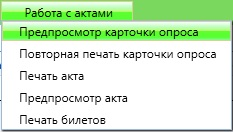 Работа с актами
Предпросмотр карточки опроса
Повторная печать карточки опроса
Печать акта
Предпросмотр акта
Печать билетов